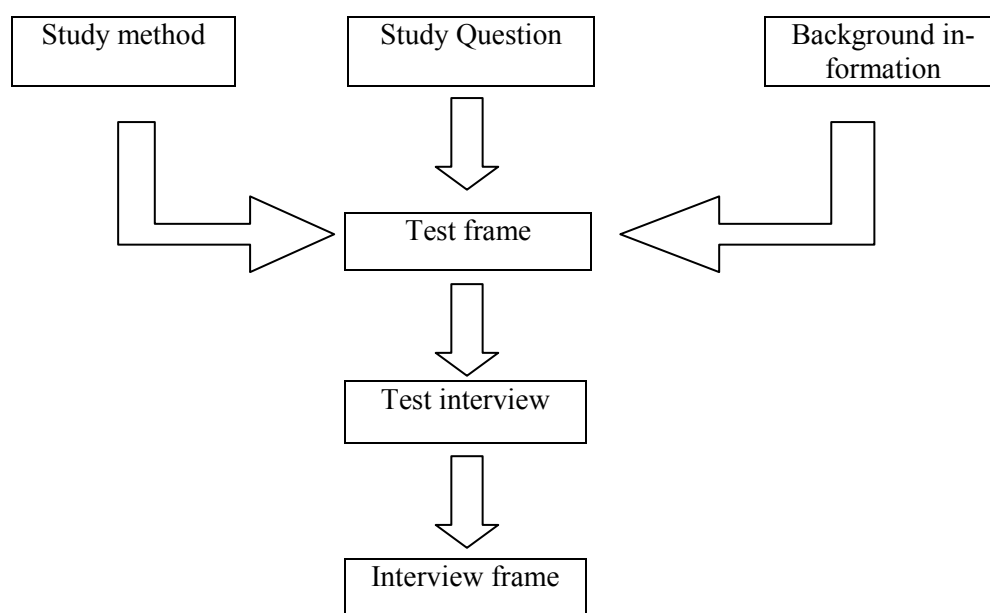 Study method
Study Question
Background in-
formation
Test frame
Test interview
Interview frame